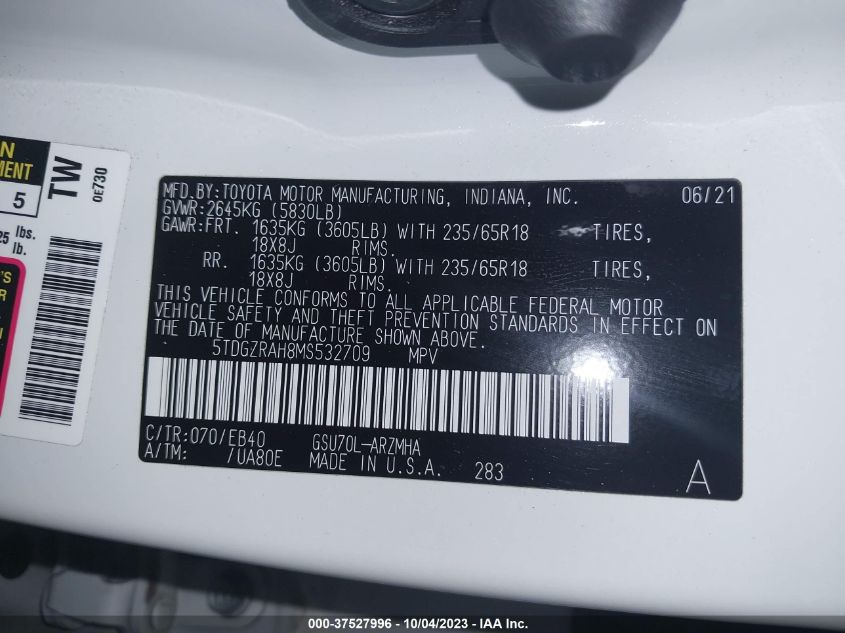 N
MENT
5
25 lbs.
lb.
'S
R
N
TW
0E730
MFD.BY:TOYOTA MOTOR MANUFACTURING, INDIANA, INC. 06/21
GVWR:2645KG (5830LB)
GAWR:FRT. 1635KG (3605LB) WITH 235/65R18 TIRES,
18X8J RIMS.
RR. 1635KG (3605LB) WITH 235/65R18 TIRES,
18X8J RIMS.
THIS VEHICLE CONFORMS TO ALL APPLICABLE FEDERAL MOTOR
VEHICLE SAFETY AND THEFT PREVENTION STANDARDS IN EFFECT ON
THE DATE OF MANUFACTURE SHOWN ABOVE.
5TDGZRAH8MS532709 MPV
C/TR:070/EB40 GSU70L-ARZMHA
A/TM: /UA80E MADE IN U.S.A. 283 A
000-37527996 - 10/04/2023 - IAA Inc.